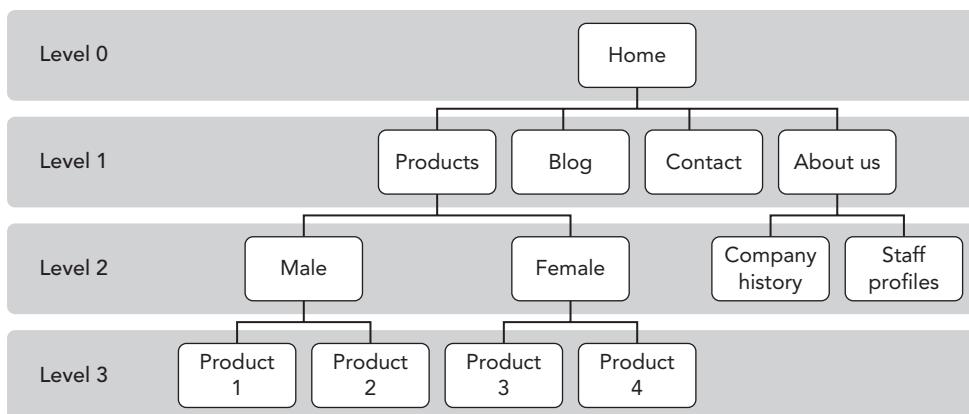 Level 0
Home
Level 1
Products
Blog
Contact
About us
Level 2
Male
Female
Company
history
Staff
profiles
Level 3
Product
1
Product
2
Product
3
Product
4